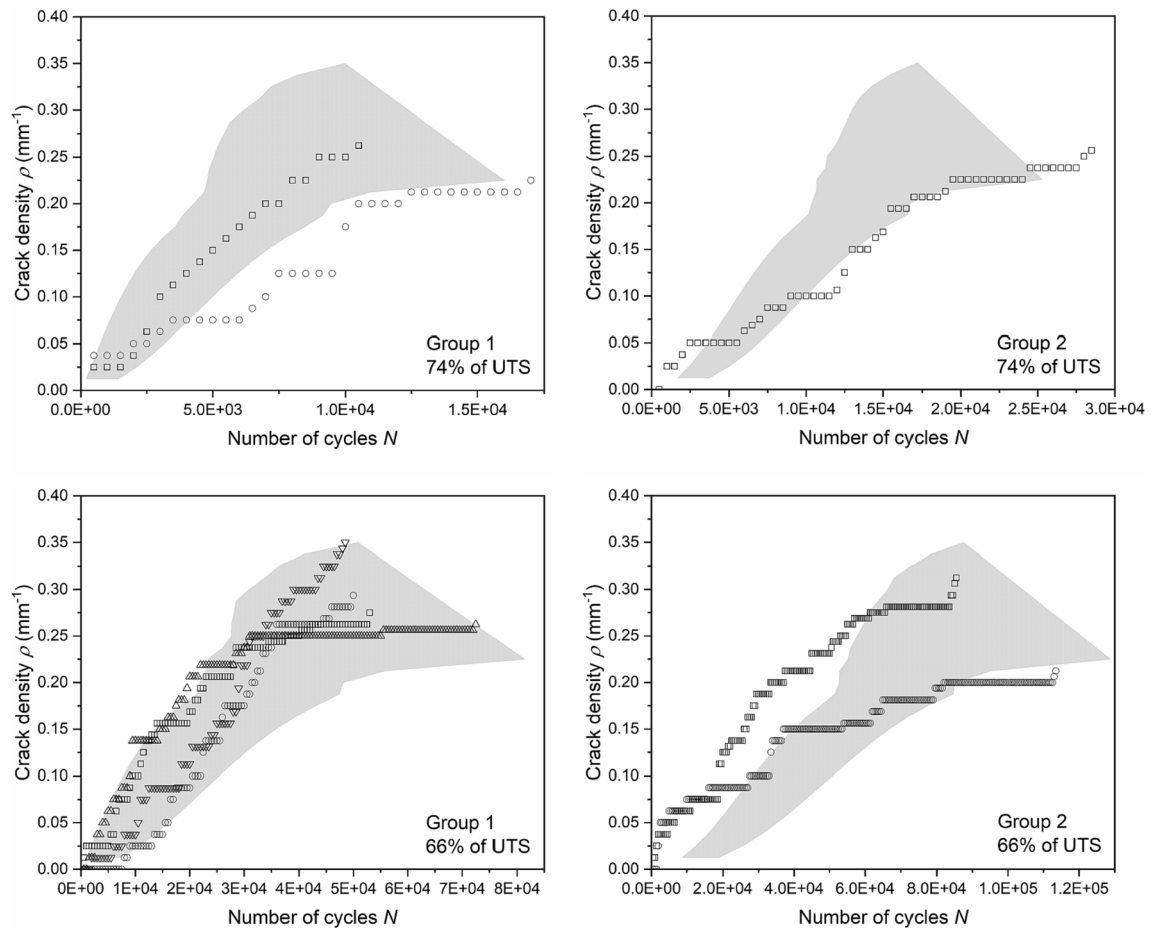 0.40
0.35
0.30
0.25
0.20
0.15
0.10
0.05
0.00
Crack density ρ (mm⁻¹)
0.0E+00 5.0E+03 1.0E+04 1.5E+04
Number of cycles N
Group 1
74% of UTS
0.40
0.35
0.30
0.25
0.20
0.15
0.10
0.05
0.00
Crack density ρ (mm⁻¹)
0.0E+00 5.0E+03 1.0E+04 1.5E+04 2.0E+04 2.5E+04 3.0E+04
Number of cycles N
Group 2
74% of UTS
0.40
0.35
0.30
0.25
0.20
0.15
0.10
0.05
0.00
Crack density ρ (mm⁻¹)
0E+00 1E+04 2E+04 3E+04 4E+04 5E+04 6E+04 7E+04 8E+04
Number of cycles N
Group 1
66% of UTS
0.40
0.35
0.30
0.25
0.20
0.15
0.10
0.05
0.00
Crack density ρ (mm⁻¹)
0.0E+00 2.0E+04 4.0E+04 6.0E+04 8.0E+04 1.0E+05 1.2E+05
Number of cycles N
Group 2
66% of UTS